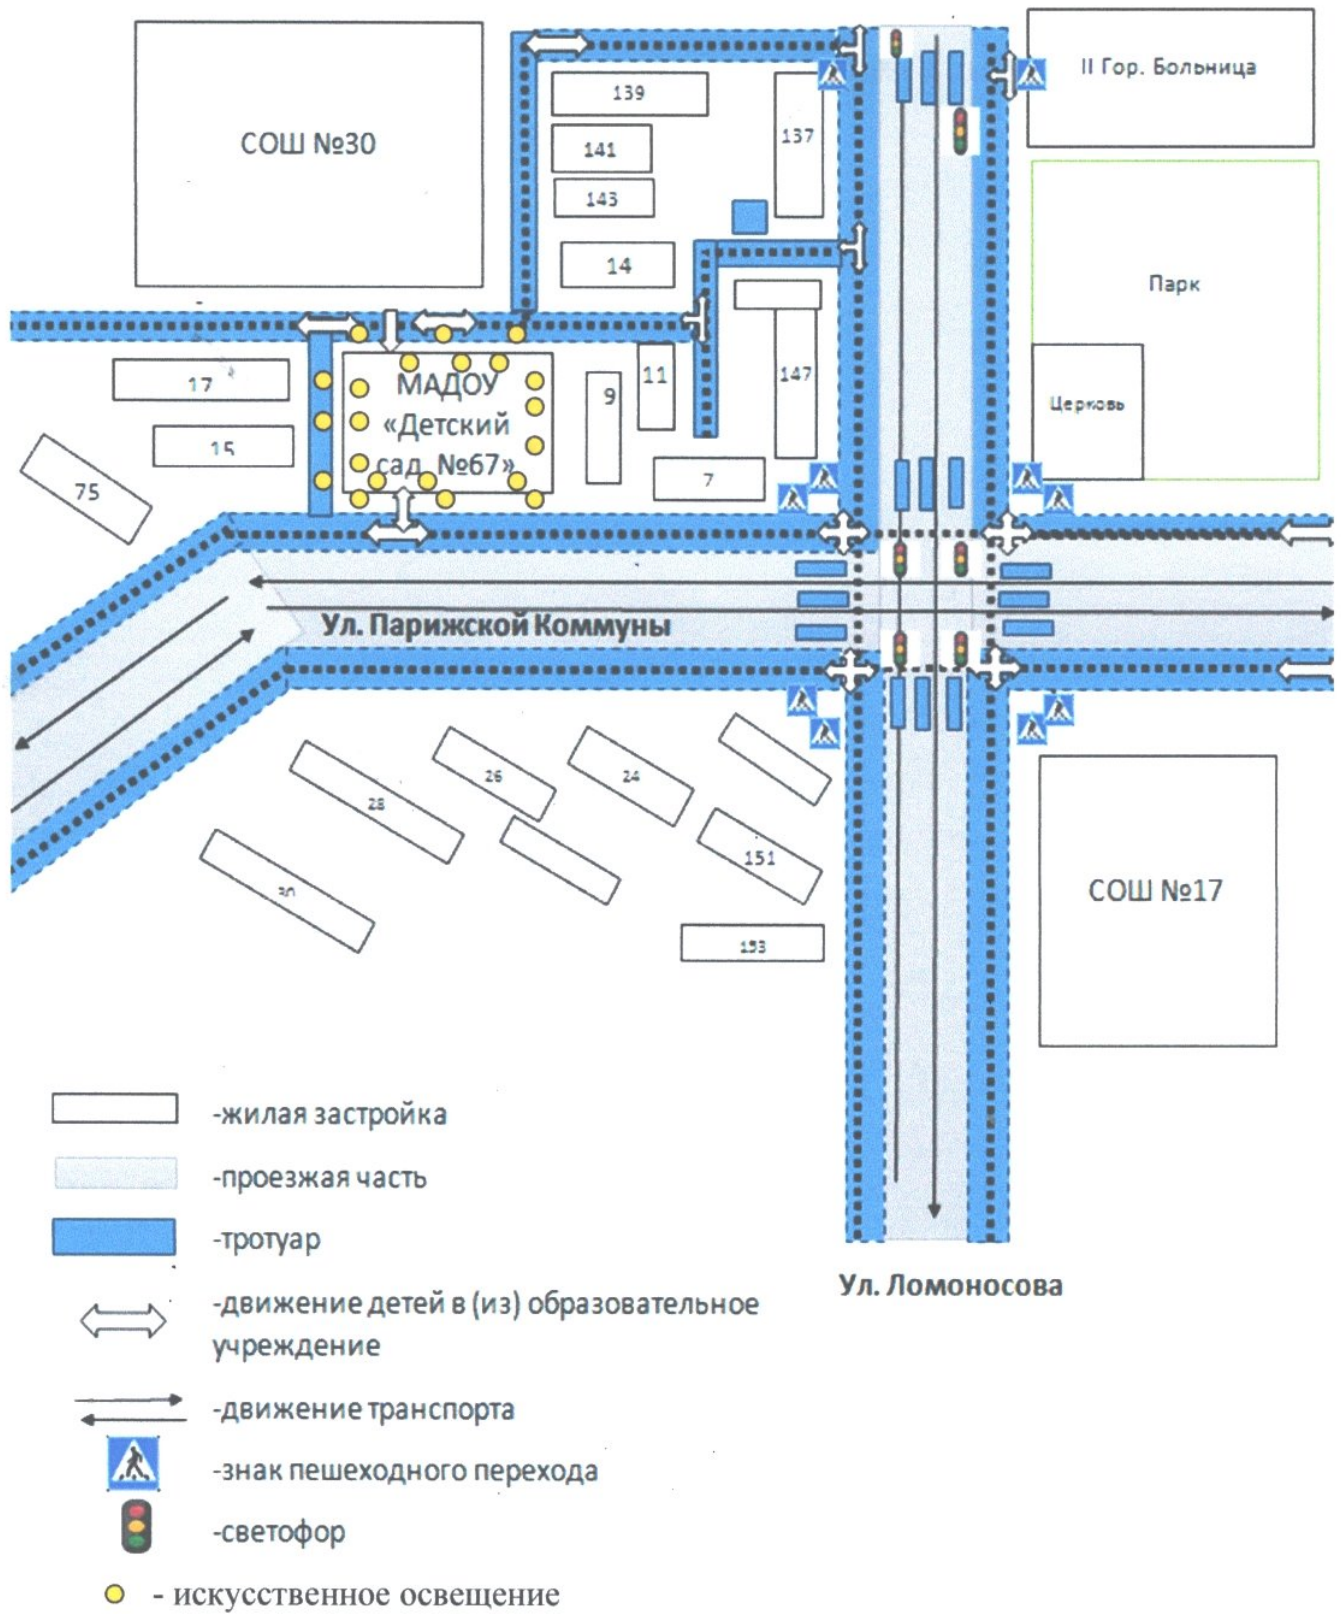 СОШ №30
139
141
143
14
137
147
II Гор. Больница
Парк
Церковь
17
15
75
МАДОУ
«Детский
сад №67»
9
11
7
Ул. Парижской Коммуны
28
26
24
30
151
153
СОШ №17
Ул. Ломоносова
-жилая застройка
-проезжая часть
-тротуар
-движение детей в (из) образовательное
учреждение
-движение транспорта
-знак пешеходного перехода
-светофор
- искусственное освещение